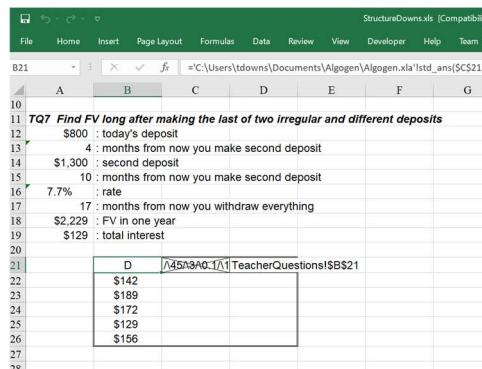 StructureDowns.xls [Compatibili
File Home Insert Page Layout Formulas Data Review View Developer Help Team
B21 fx ='C:\Users\tdowns\Documents\Algogen\Algogen.xla'!std_ans($C$21
A B C D E F G
10
11 TQ7 Find FV long after making the last of two irregular and different deposits
12 $800 : today's deposit
13 4 : months from now you make second deposit
14 $1,300 : second deposit
15 10 : months from now you make second deposit
16 7.7% : rate
17 17 : months from now you withdraw everything
18 $2,229 : FV in one year
19 $129 : total interest
20
21 D TeacherQuestions!$B$21
22 $142
23 $189
24 $172
25 $129
26 $156
27
28